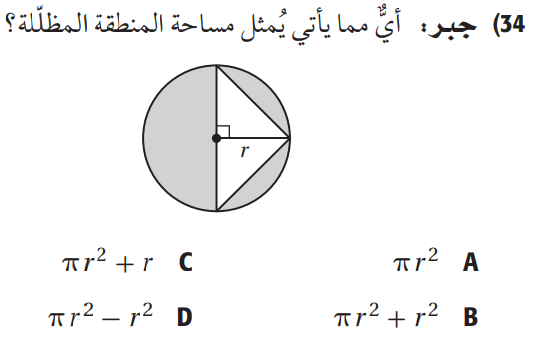 34) جبر: أيٌّ مما يأتي يُمثل مساحة المنطقة المظلّلة؟
r
πr² A
πr² + r C
πr² + r² B
πr² − r² D